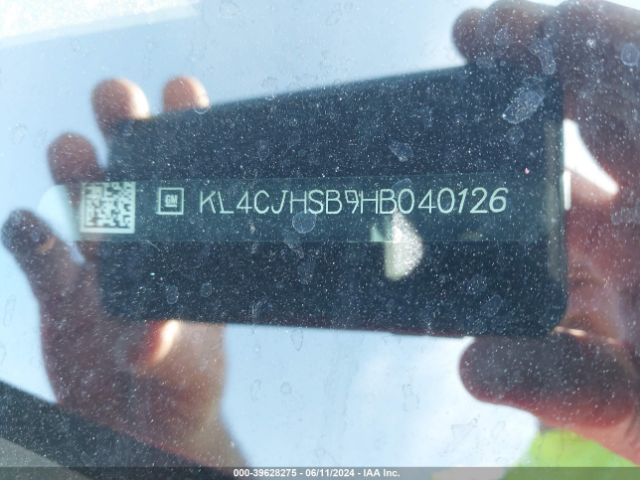 GM KL4CJHSB9HB040126
000-39628275 - 06/11/2024 - IAA Inc.